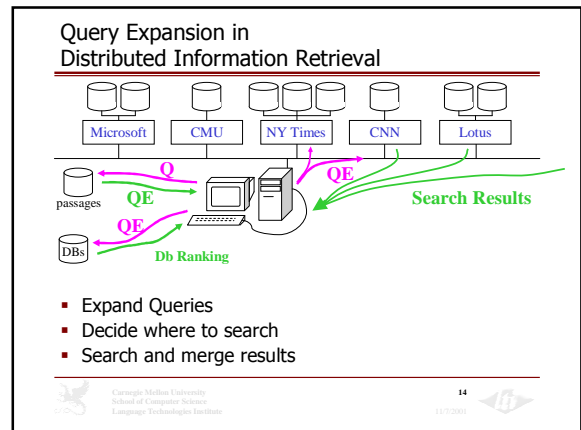 Query Expansion in
Distributed Information Retrieval
Microsoft CMU NY Times CNN Lotus
Q
QE
passages
QE
Search Results
QE
DBs
Db Ranking
Expand Queries
Decide where to search
Search and merge results
Carnegie Mellon University
School of Computer Science
Language Technologies Institute
14
11/7/2001